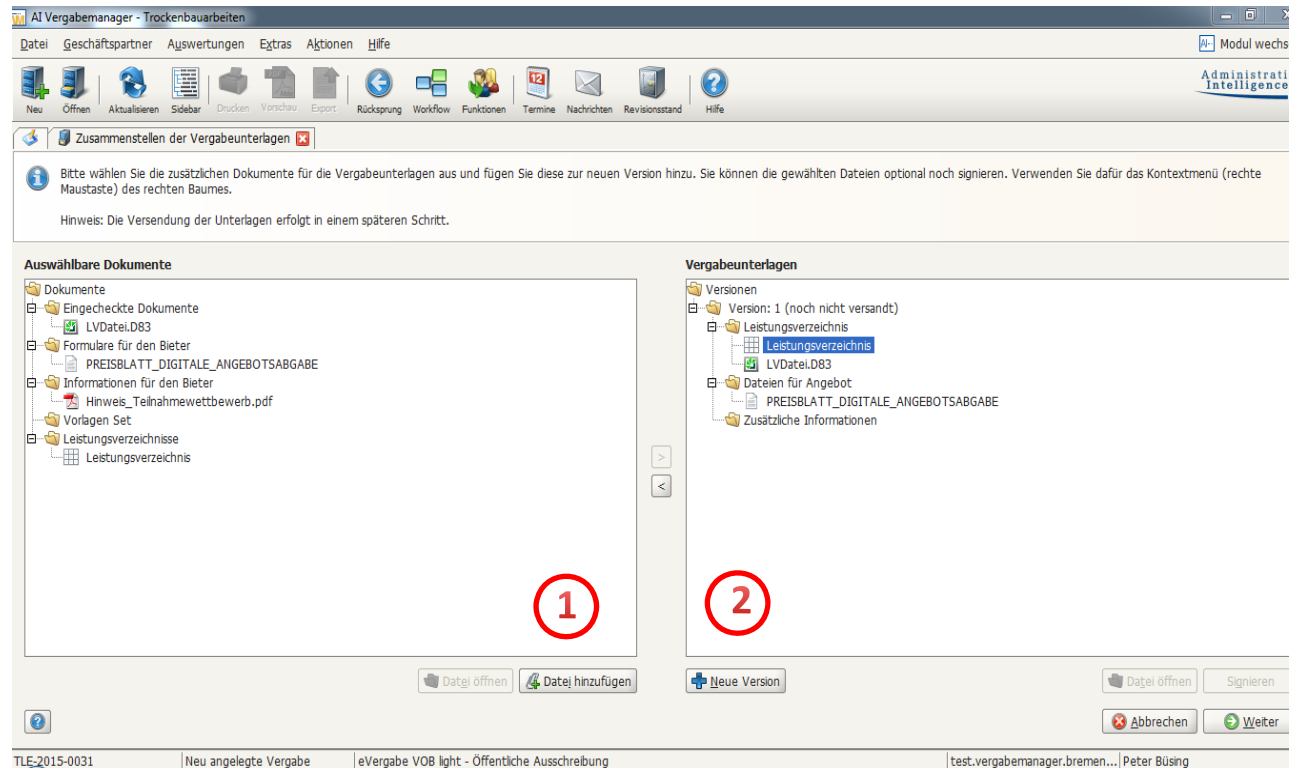 AI Vergabemanager - Trockenbauarbeiten
Datei Geschäftspartner Auswertungen Extras Aktionen Hilfe
AI- Modul wechs
Neu Öffnen Aktualisieren Sidebar Drucken Vorschau Export Rücksprung Workflow Funktionen Termine Nachrichten Revisionsstand Hilfe
Administrati
Intelligence
Zusammenstellen der Vergabeunterlagen
Bitte wählen Sie die zusätzlichen Dokumente für die Vergabeunterlagen aus und fügen Sie diese zur neuen Version hinzu. Sie können die gewählten Dateien optional noch signieren. Verwenden Sie dafür das Kontextmenü (rechte
Maustaste) des rechten Baumes.
Hinweis: Die Versendung der Unterlagen erfolgt in einem späteren Schritt.
Auswählbare Dokumente
Dokumente
Eingecheckte Dokumente
LVDatei.D83
Formulare für den Bieter
PREISBLATT_DIGITALE_ANGEBOTSABGABE
Informationen für den Bieter
Hinweis_Teilnahmewettbewerb.pdf
Vorlagen Set
Leistungsverzeichnisse
Leistungsverzeichnis
1
Datei öffnen Datei hinzufügen
>
<
Vergabeunterlagen
Versionen
Version: 1 (noch nicht versandt)
Leistungsverzeichnis
Leistungsverzeichnis
LVDatei.D83
Dateien für Angebot
PREISBLATT_DIGITALE_ANGEBOTSABGABE
Zusätzliche Informationen
2
Neue Version Datei öffnen Signieren
Abbrechen Weiter
TLE-2015-0031 Neu angelegte Vergabe eVergabe VOB light - Öffentliche Ausschreibung test.vergabemanager.bremen... Peter Büsing